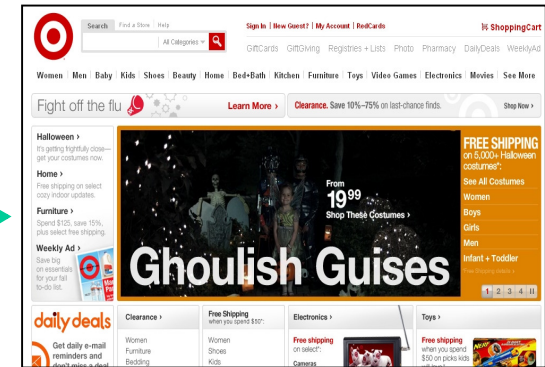 Search Find a Store Help
Sign In New Guest? My Account RedCards
ShoppingCart
All Categories
GiftCards GiftGiving Registries + Lists Photo Pharmacy DailyDeals WeeklyAd
Women Men Baby Kids Shoes Beauty Home Bed+Bath Kitchen Furniture Toys Video Games Electronics Movies See More
Fight off the flu
Learn More ›
Clearance. Save 10%–75% on last-chance finds.
Shop Now ›
Halloween ›
It's getting frightfully close—
get your costumes now.
Home ›
Free shipping on select
cozy indoor updates.
Furniture ›
Spend $125, save 15%,
plus select free shipping.
Weekly Ad ›
Save big
on essentials
for your fall
to-do list.
From
19 99
Shop These Costumes ›
Ghoulish Guises
FREE SHIPPING
on 5,000+ Halloween
costumes*:
See All Costumes
Women
Boys
Girls
Men
Infant + Toddler
Free Shipping details ›
1 2 3 4
daily deals
Get daily e-mail
reminders and
don't miss a deal
Clearance ›
Women
Furniture
Bedding
Free Shipping
when you spend $50*:
Women
Shoes
Kids
Electronics ›
Free shipping
on select*:
Cameras
Toys ›
Free shipping
when you spend
$50 on picks kids
NERF